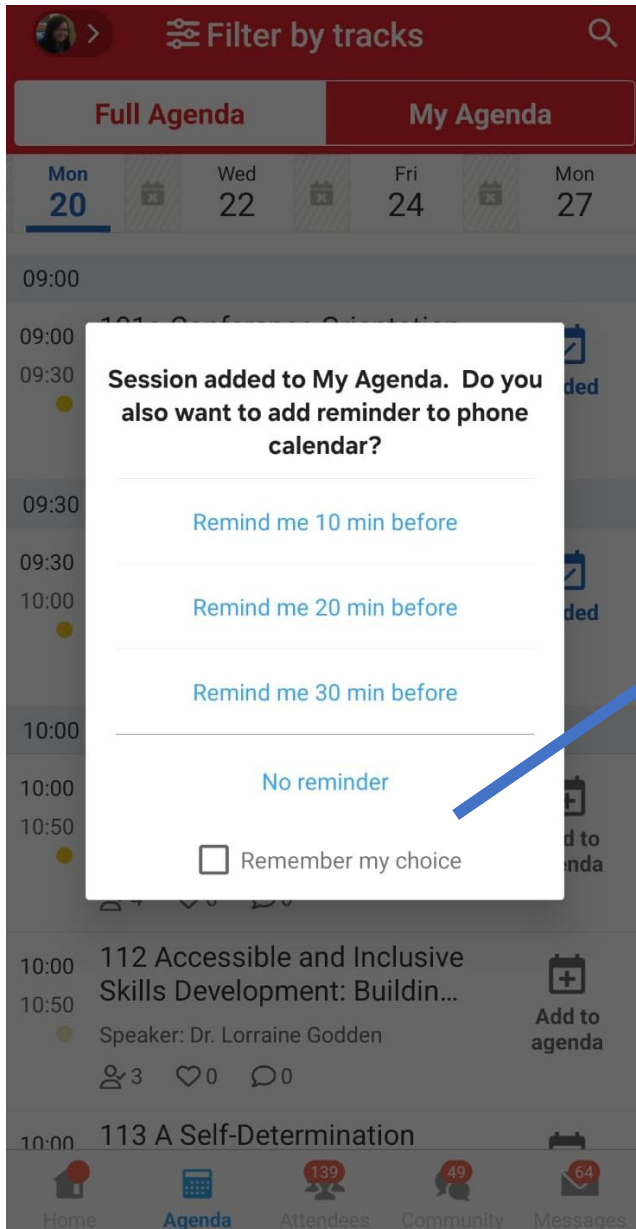 Filter by tracks
Full Agenda My Agenda
Mon Wed Fri Mon
20 22 24 27
09:00
09:00
09:30
Session added to My Agenda. Do you
also want to add reminder to phone
calendar?
Remind me 10 min before
09:30
09:30
10:00
Remind me 20 min before
Remind me 30 min before
10:00
No reminder
10:00
10:50
Remember my choice
10:00 112 Accessible and Inclusive
10:50 Skills Development: Buildin...
Speaker: Dr. Lorraine Godden
Add to
agenda
3 0 0
10:00 113 A Self-Determination
139 49 64
Home Agenda Attendees Community Messages